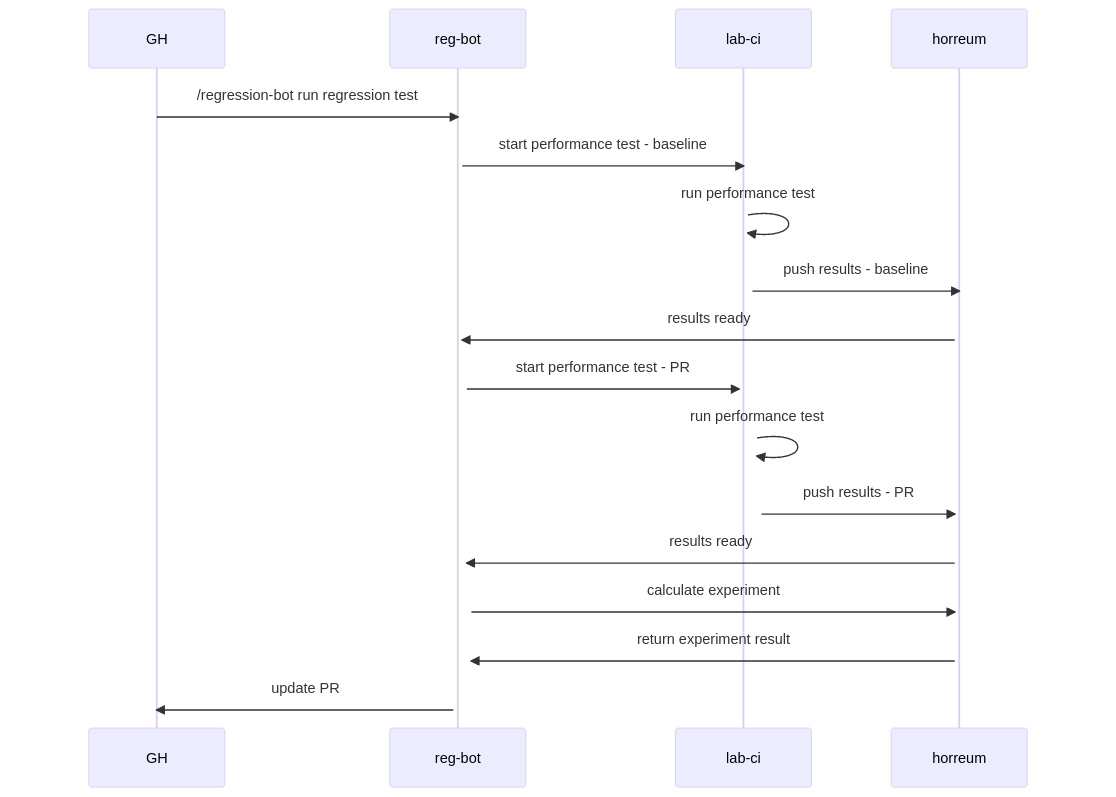 GH
reg-bot
lab-ci
horreum
/regression-bot run regression test
start performance test - baseline
run performance test
push results - baseline
results ready
start performance test - PR
run performance test
push results - PR
results ready
calculate experiment
return experiment result
update PR
GH
reg-bot
lab-ci
horreum